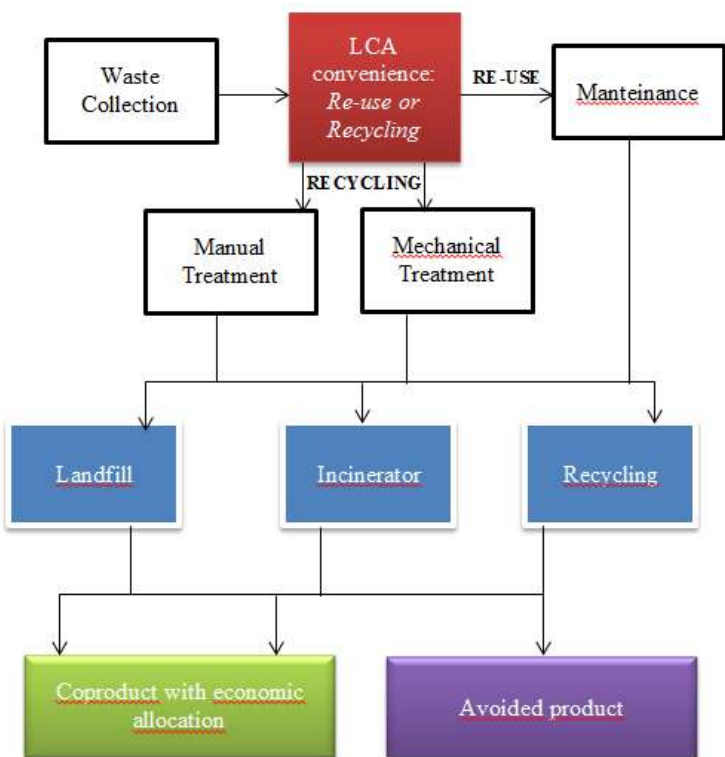 Waste
Collection
LCA
convenience:
Re-use or
Recycling
RE-USE
Manteinance
RECYCLING
Manual
Treatment
Mechanical
Treatment
Landfill
Incinerator
Recycling
Coproduct with economic
allocation
Avoided product